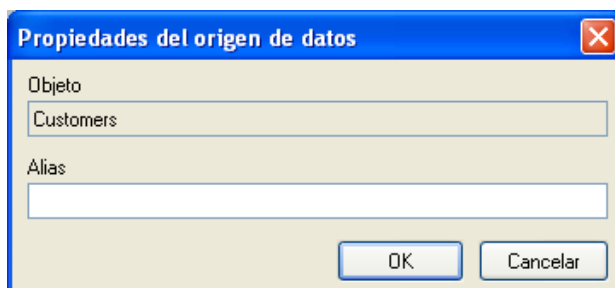 Propiedades del origen de datos
Objeto
Customers
Alias
OK Cancelar